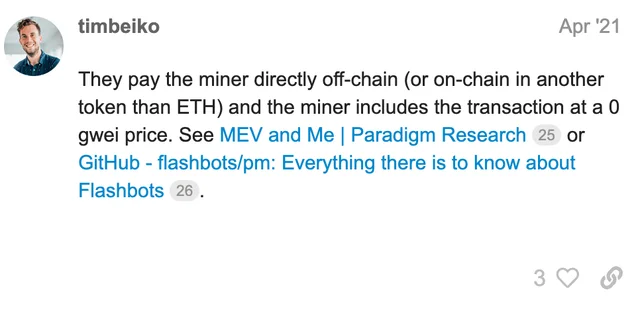 timbeiko
Apr '21
They pay the miner directly off-chain (or on-chain in another
token than ETH) and the miner includes the transaction at a 0
gwei price. See MEV and Me | Paradigm Research 25 or
GitHub - flashbots/pm: Everything there is to know about
Flashbots 26 .
3